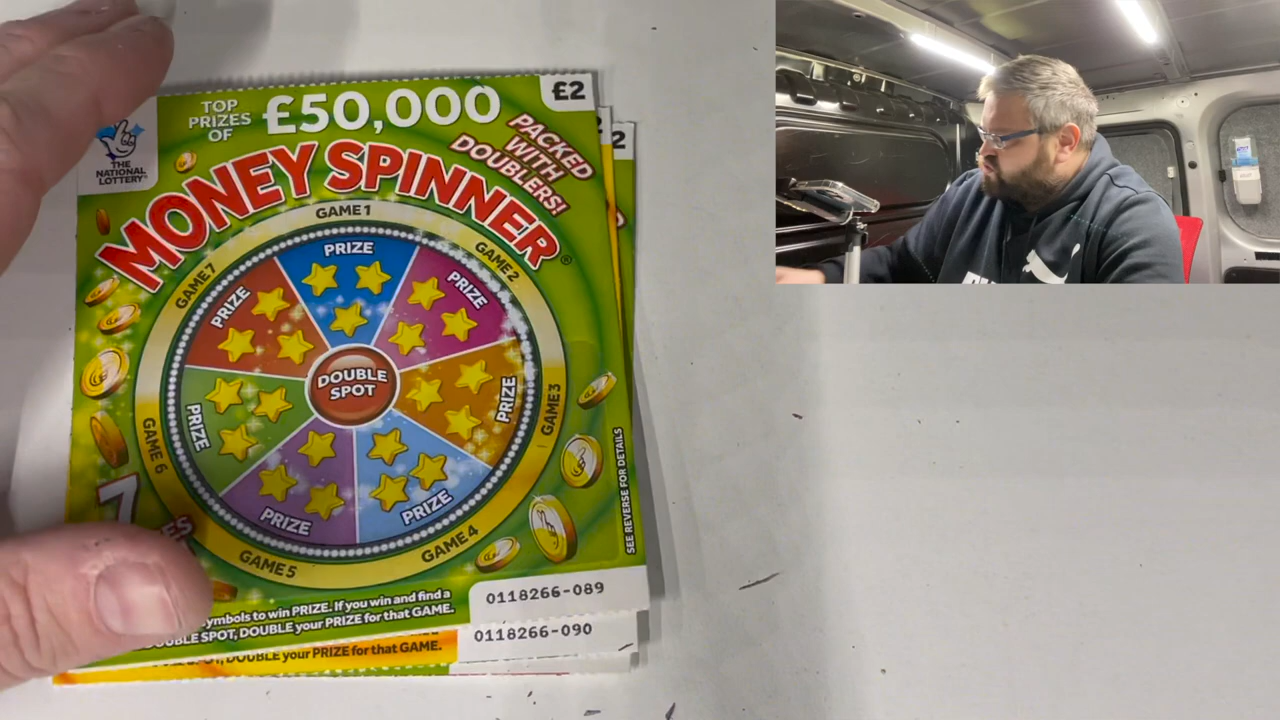 TOP
PRIZES
OF
£50,000
£2
2
2
THE
NATIONAL
LOTTERY®
PACKED
WITH
DOUBLERS!
MONEY SPINNER®
GAME 1
PRIZE
GAME 2
PRIZE
GAME 3
PRIZE
GAME 4
PRIZE
GAME 5
PRIZE
GAME 6
PRIZE
GAME 7
PRIZE
DOUBLE
SPOT
7
SEE REVERSE FOR DETAILS
0118266-089
to win PRIZE. If you win and find a
SPOT, DOUBLE your PRIZE for that GAME.
0118266-090
DOUBLE your PRIZE for that GAME.